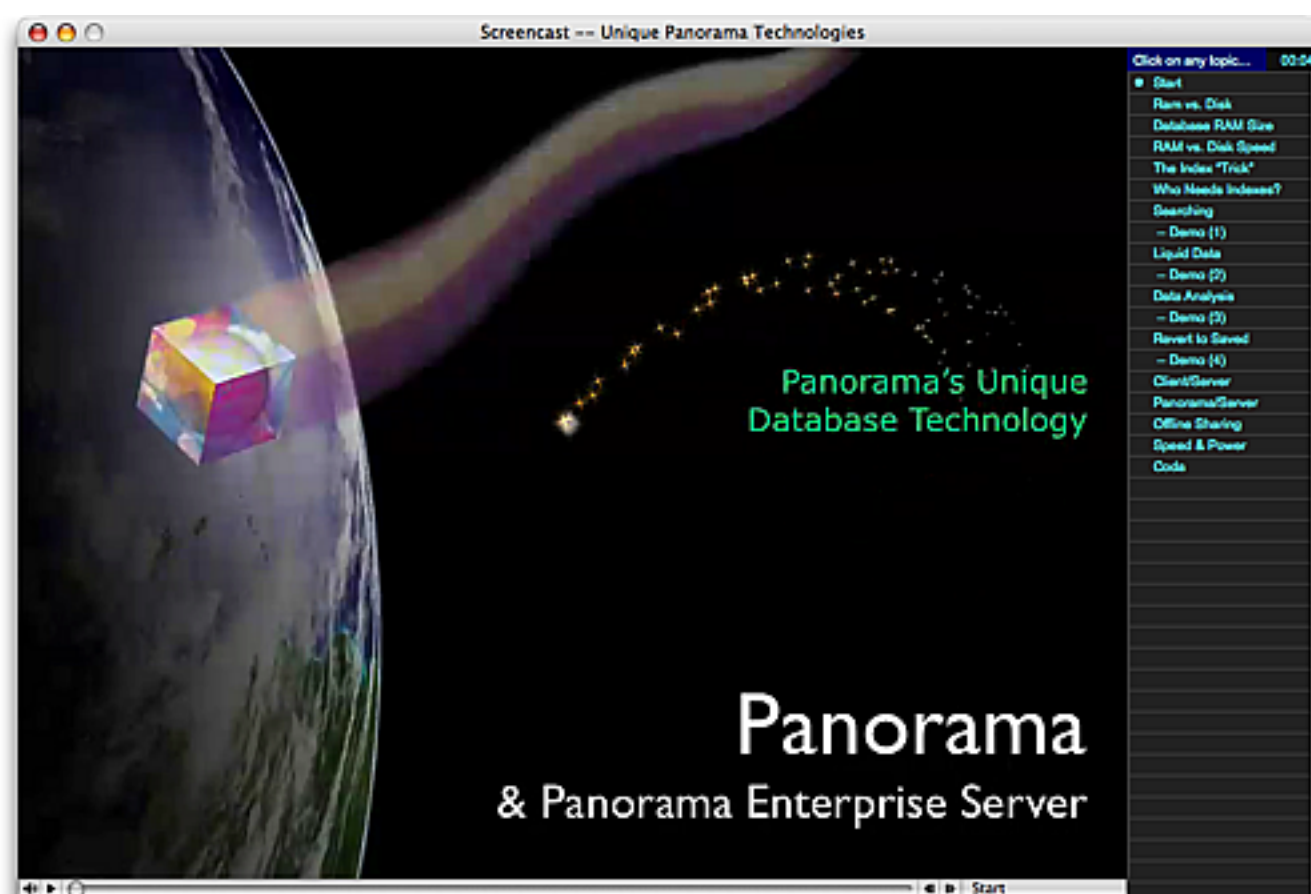 Screencast -- Unique Panorama Technologies
Click on any topic... 00:04
Start
Ram vs. Disk
Database RAM Size
RAM vs. Disk Speed
The Index "Trick"
Who Needs Indexes?
Searching
– Demo (1)
Liquid Data
– Demo (2)
Data Analysis
– Demo (3)
Revert to Saved
– Demo (4)
Client/Server
Panorama/Server
Offline Sharing
Speed & Power
Coda
Panorama's Unique
Database Technology
Panorama
& Panorama Enterprise Server
Start